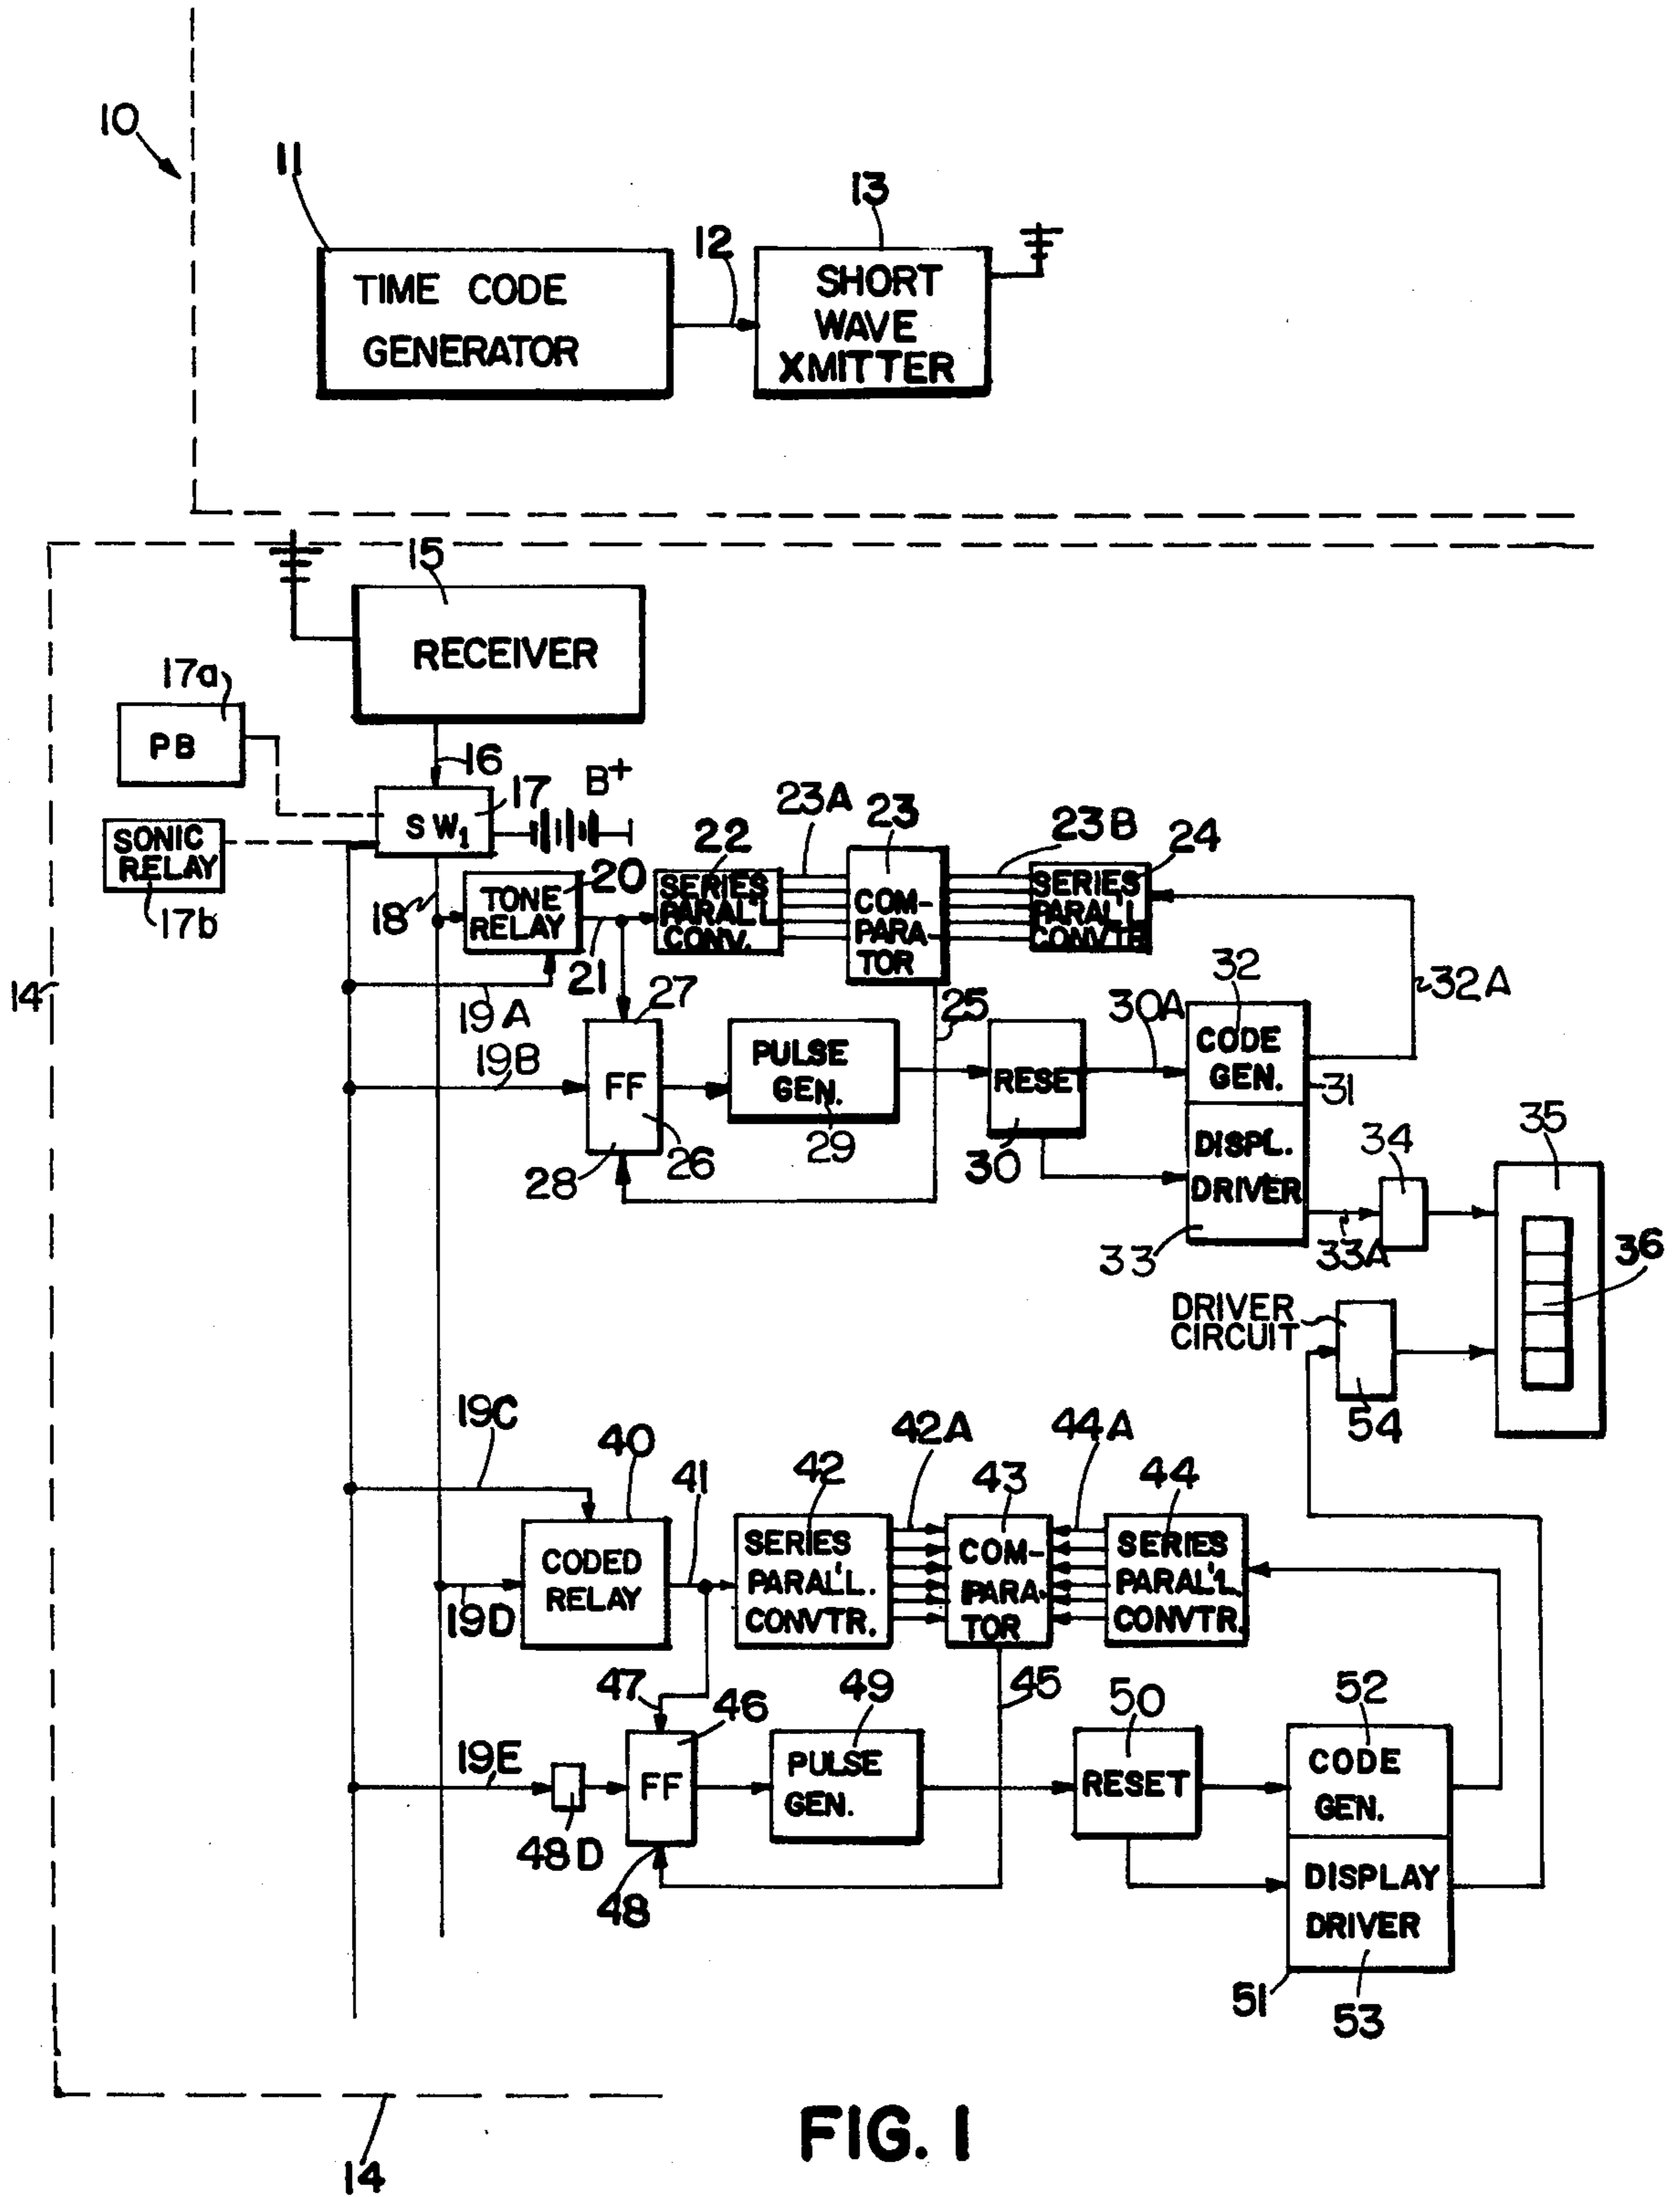 10
11
13
12
TIME CODE
GENERATOR
SHORT
WAVE
XMITTER
15
RECEIVER
17a
PB
16
17
B+
SW1
SONIC
RELAY
17b
18
TONE
RELAY
20
21
22
SERIES
PARAL'L
CONV.
23A
23
COM-
PARA-
TOR
23B
24
SERIES
PARAL'L
CONVTR
14
19A
19B
27
FF
28
26
PULSE
GEN.
29
25
RESET
30
30A
32
CODE
GEN.
31
32A
DISPL.
DRIVER
33
33A
34
35
36
DRIVER
CIRCUIT
54
19C
40
41
42
42A
43
44A
44
CODED
RELAY
SERIES
PARAL'L.
CONVTR.
COM-
PARA-
TOR
SERIES
PARAL'L.
CONVTR.
19D
47
46
49
45
50
52
19E
48D
FF
48
PULSE
GEN.
RESET
CODE
GEN.
DISPLAY
DRIVER
51
53
14
FIG. 1